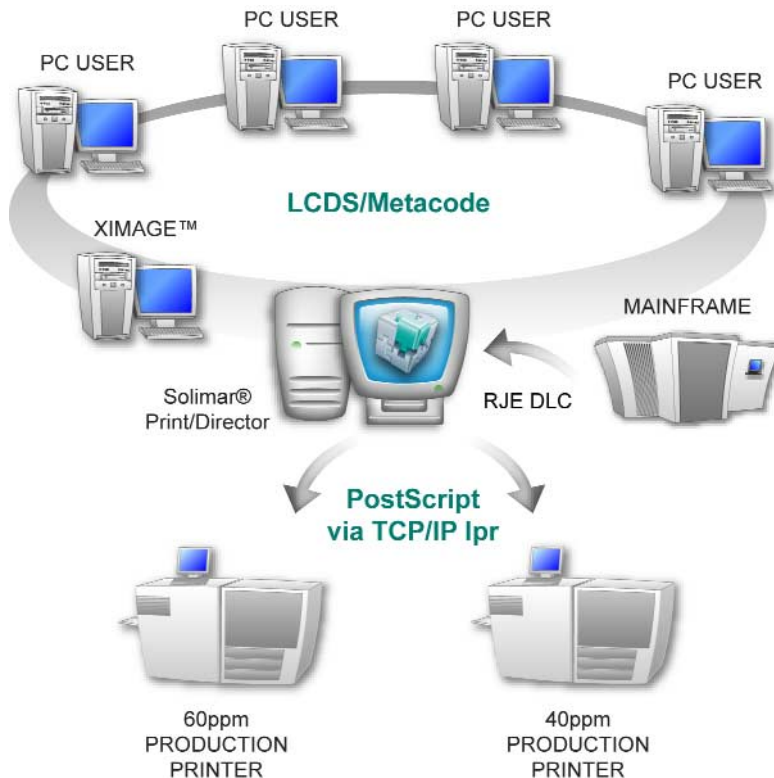 PC USER
PC USER
PC USER
PC USER
LCDS/Metacode
XIMAGE™
MAINFRAME
Solimar®
Print/Director
RJE DLC
PostScript
via TCP/IP lpr
60ppm
PRODUCTION
PRINTER
40ppm
PRODUCTION
PRINTER